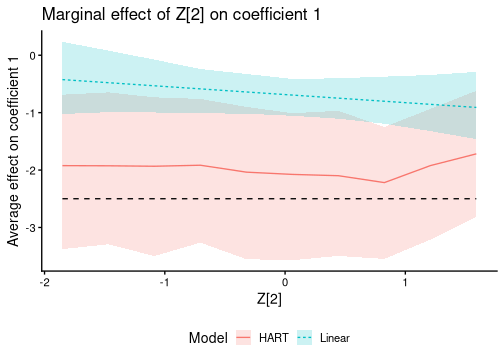 Marginal effect of Z[2] on coefficient 1
Average effect on coefficient 1
0
-1
-2
-3
-2
-1
0
1
Z[2]
Model HART Linear